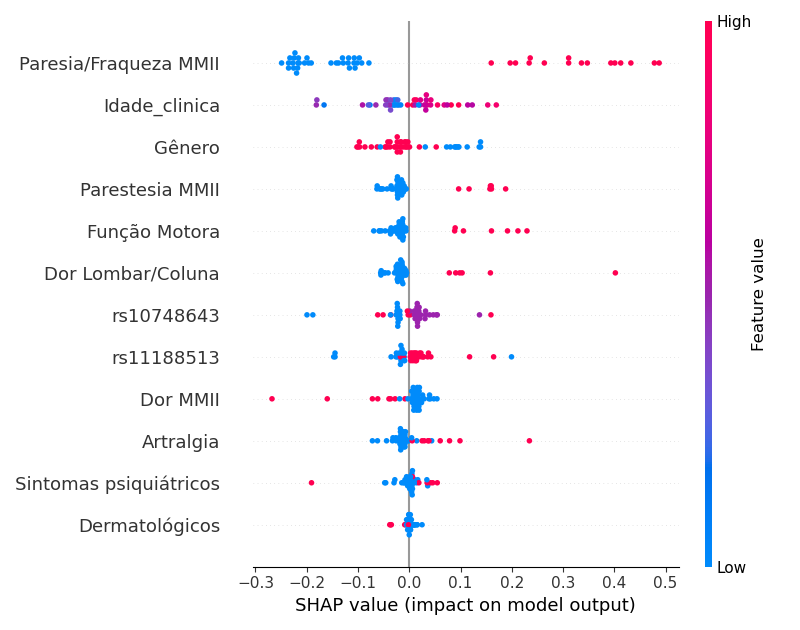 High
Paresia/Fraqueza MMII
Idade_clinica
Gênero
Parestesia MMII
Função Motora
Dor Lombar/Coluna
rs10748643
rs11188513
Dor MMII
Artralgia
Sintomas psiquiátricos
Dermatológicos
Feature value
Low
−0.3 −0.2 −0.1 0.0 0.1 0.2 0.3 0.4 0.5
SHAP value (impact on model output)